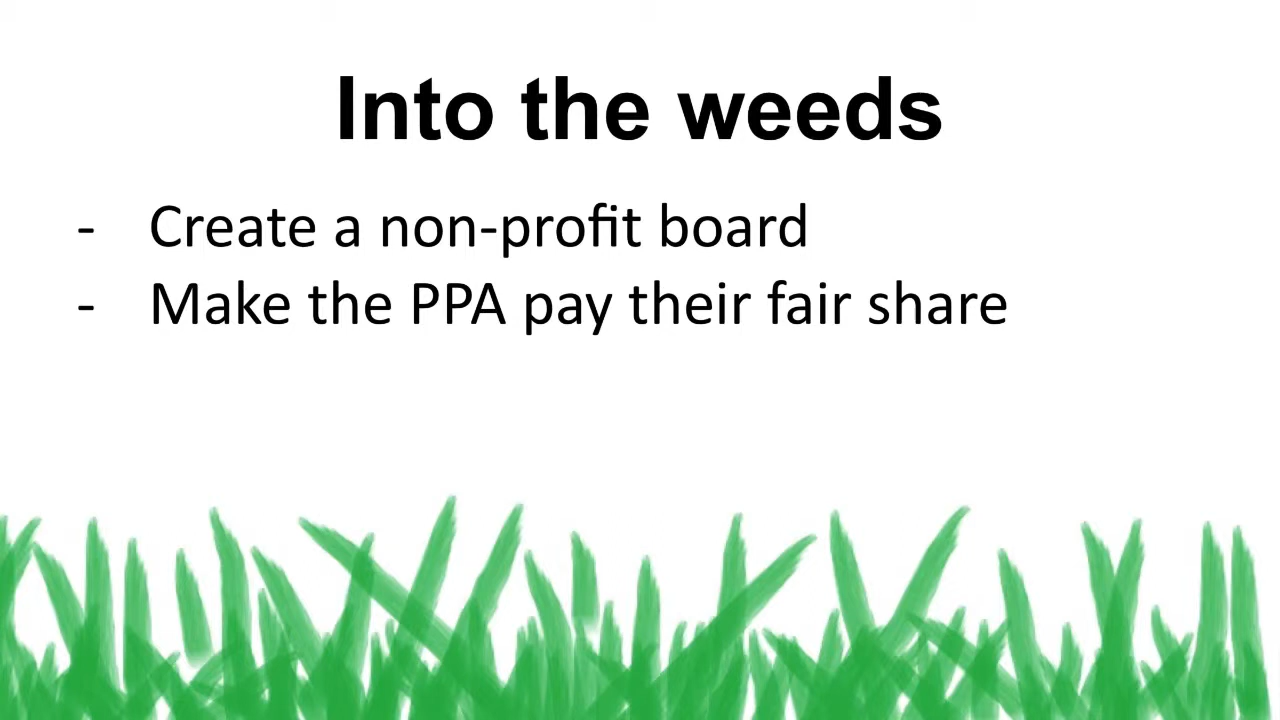 Into the weeds
- Create a non-profit board
- Make the PPA pay their fair share